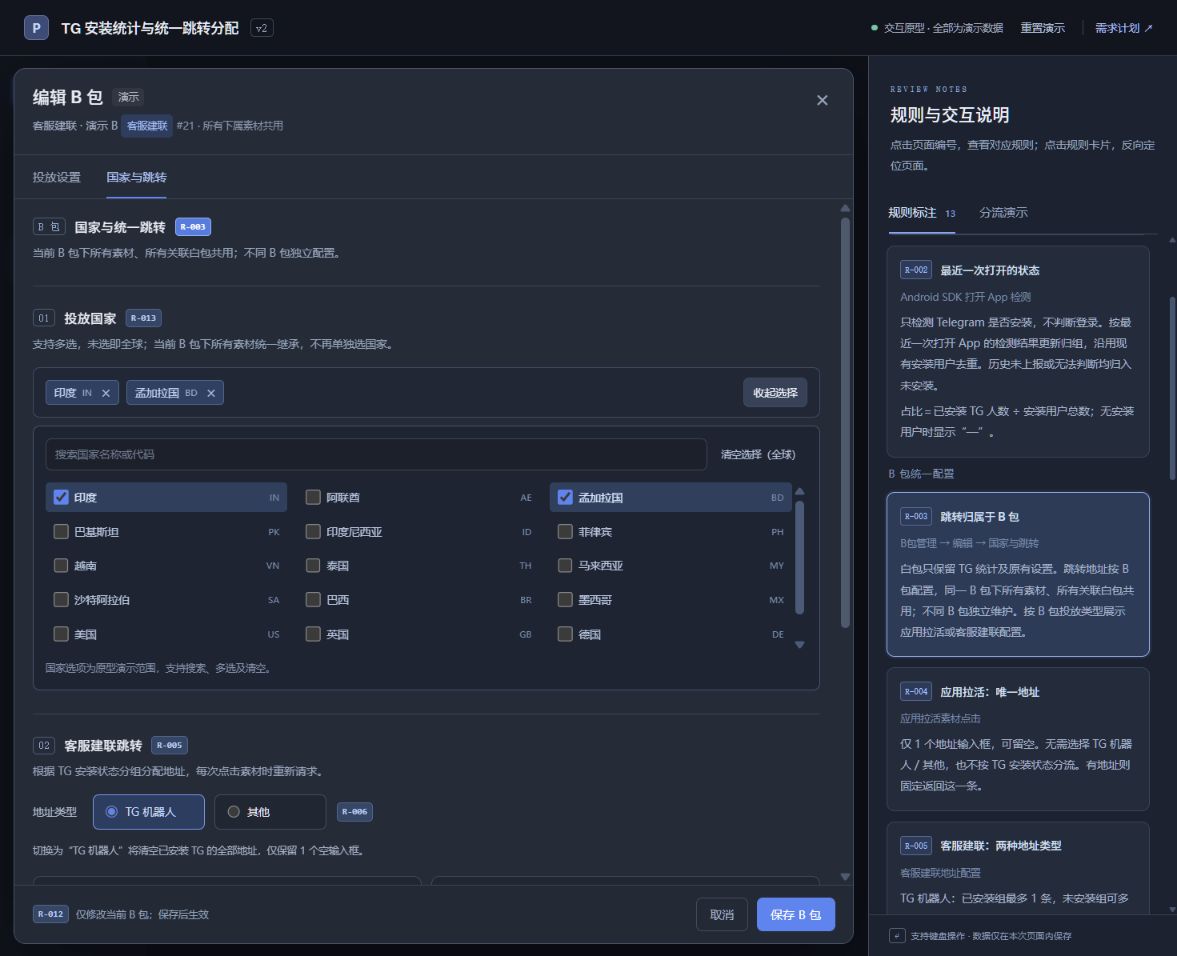 P TG 安装统计与统一跳转分配 v2
交互原型 · 全部为演示数据 重置演示 需求计划 ↗
编辑 B 包 演示
客服建联 · 演示 B 客服建联 #21 · 所有下属素材共用
投放设置 国家与跳转
B 包 国家与统一跳转 R-003
当前 B 包下所有素材、所有关联白包共用；不同 B 包独立配置。
01 投放国家 R-013
支持多选，未选即全球；当前 B 包下所有素材统一继承，不再单独选国家。
印度 IN × 孟加拉国 BD × 收起选择
搜索国家名称或代码 清空选择（全球）
印度 IN 阿联酋 AE 孟加拉国 BD
巴基斯坦 PK 印度尼西亚 ID 菲律宾 PH
越南 VN 泰国 TH 马来西亚 MY
沙特阿拉伯 SA 巴西 BR 墨西哥 MX
美国 US 英国 GB 德国 DE
国家选项为原型演示范围，支持搜索、多选及清空。
02 客服建联跳转 R-005
根据 TG 安装状态分组分配地址，每次点击素材时重新请求。
地址类型 TG 机器人 其他 R-006
切换为“TG 机器人”将清空已安装 TG 的全部地址，仅保留 1 个空输入框。
R-012 仅修改当前 B 包；保存后生效 取消 保存 B 包
REVIEW NOTES
规则与交互说明
点击页面编号，查看对应规则；点击规则卡片，反向定
位页面。
规则标注 13 分流演示
R-002 最近一次打开的状态
Android SDK 打开 App 检测
只检测 Telegram 是否安装，不判断登录。按最
近一次打开 App 的检测结果更新归组，沿用现
有安装用户去重。历史未上报或无法判断均归入
未安装。
占比 = 已安装 TG 人数 ÷ 安装用户总数；无安装
用户时显示“—”。
B 包统一配置
R-003 跳转归属于 B 包
B包管理 → 编辑 → 国家与跳转
白包只保留 TG 统计及原有设置。跳转地址按 B
包配置，同一 B 包下所有素材、所有关联白包共
用；不同 B 包独立维护。按 B 包投放类型展示
应用拉活或客服建联配置。
R-004 应用拉活：唯一地址
应用拉活素材点击
仅 1 个地址输入框，可留空。无需选择 TG 机器
人 / 其他，也不按 TG 安装状态分流。有地址则
固定返回这一条。
R-005 客服建联：两种地址类型
客服建联地址配置
TG 机器人：已安装组最多 1 条，未安装组可多
↵ 支持键盘操作 · 数据仅在本次页面内保存